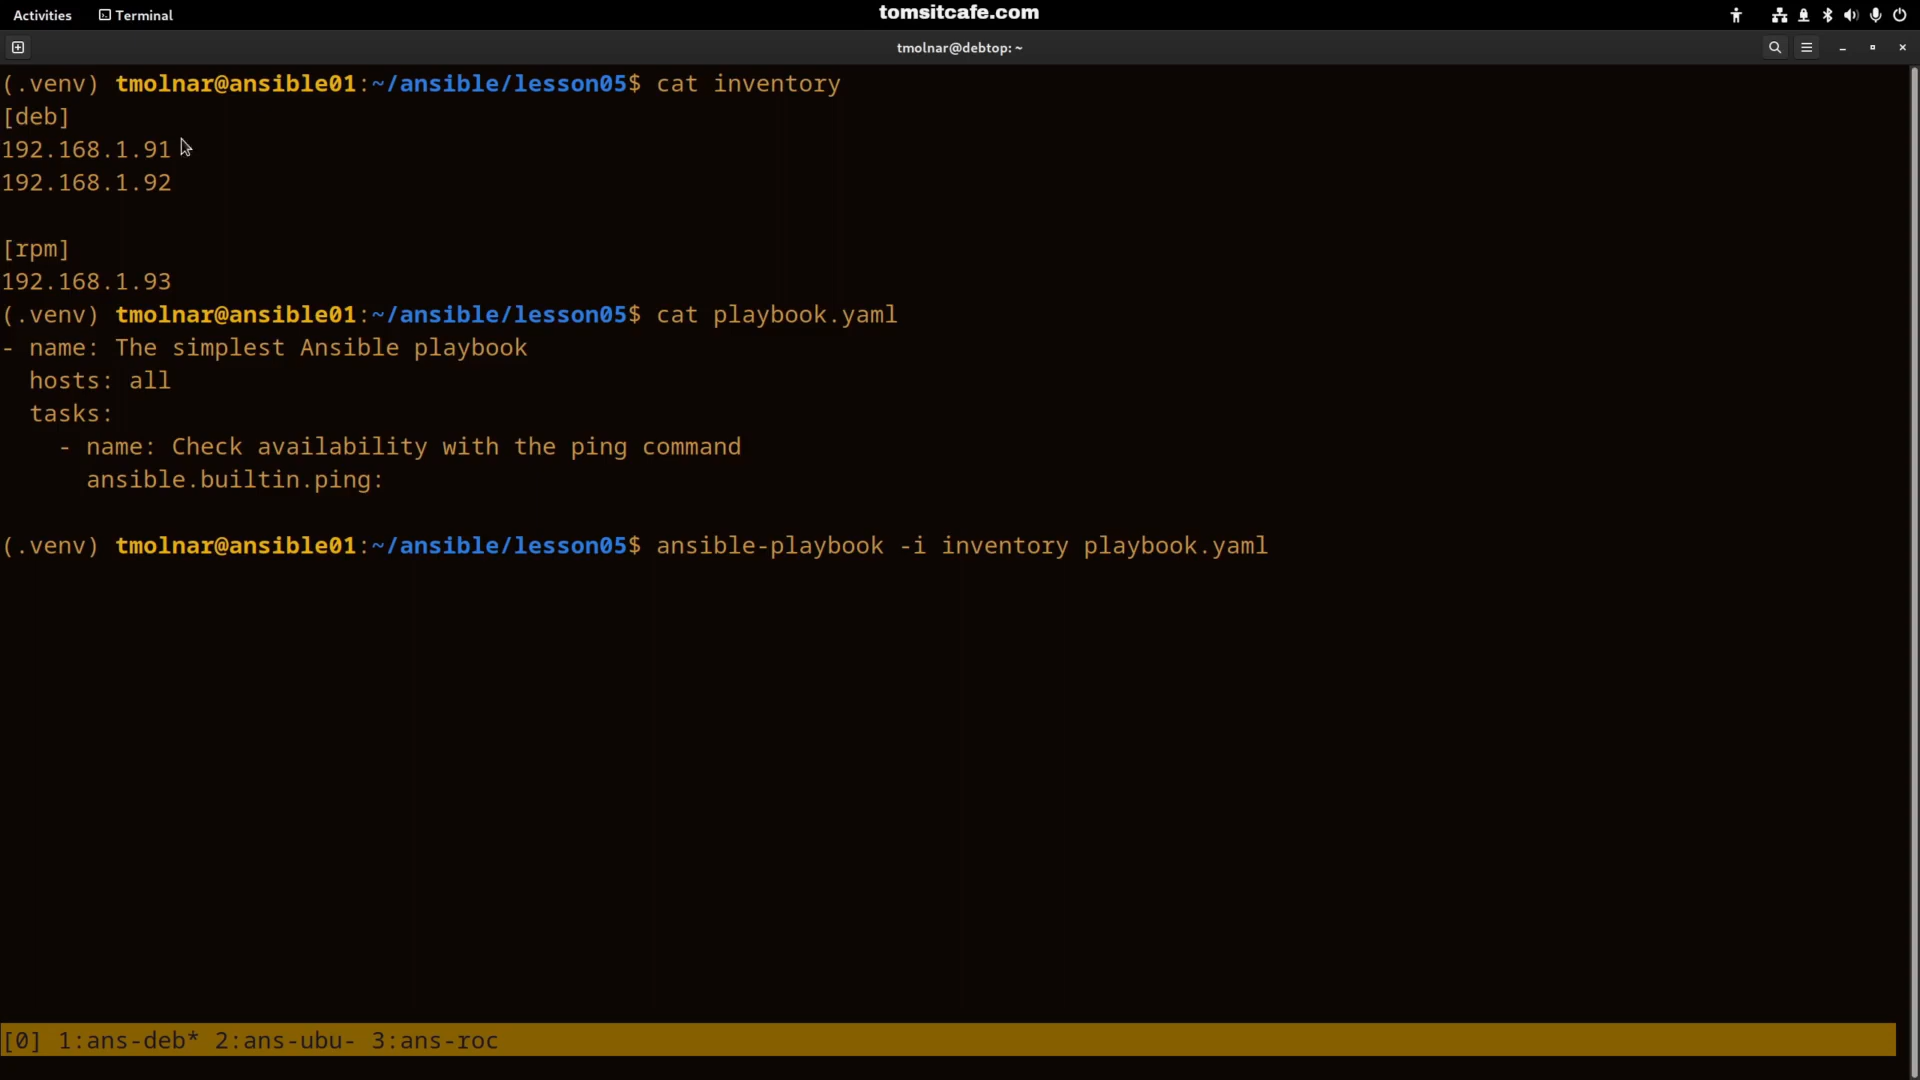 Activities Terminal tomsitcafe.com
tmolnar@debtop: ~
(.venv) tmolnar@ansible01:~/ansible/lesson05$ cat inventory
[deb]
192.168.1.91
192.168.1.92
[rpm]
192.168.1.93
(.venv) tmolnar@ansible01:~/ansible/lesson05$ cat playbook.yaml
- name: The simplest Ansible playbook
  hosts: all
  tasks:
    - name: Check availability with the ping command
      ansible.builtin.ping:
(.venv) tmolnar@ansible01:~/ansible/lesson05$ ansible-playbook -i inventory playbook.yaml
[0] 1:ans-deb* 2:ans-ubu- 3:ans-roc